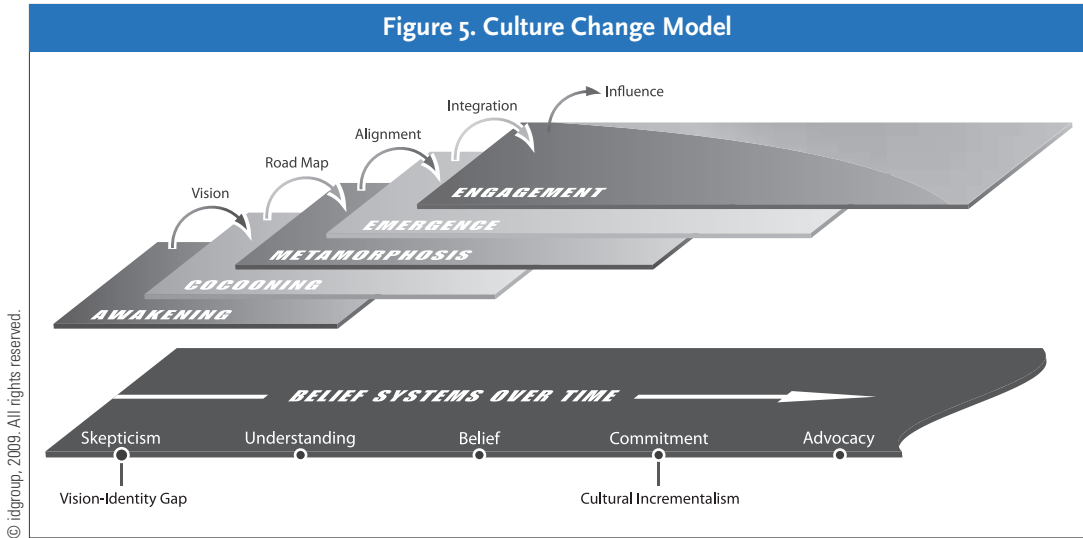 Figure 5. Culture Change Model
Influence
Integration
Alignment
Road Map
Vision
ENGAGEMENT
EMERGENCE
METAMORPHOSIS
COCOONING
AWAKENING
BELIEF SYSTEMS OVER TIME
Skepticism Understanding Belief Commitment Advocacy
Vision-Identity Gap Cultural Incrementalism
© idgroup, 2009. All rights reserved.